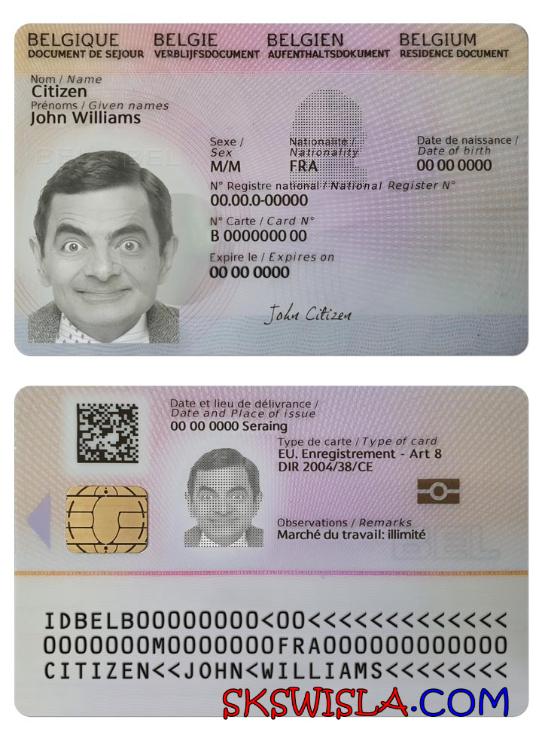 BELGIQUE BELGIE BELGIEN BELGIUM
DOCUMENT DE SEJOUR VERBLIJFSDOCUMENT AUFENTHALTSDOKUMENT RESIDENCE DOCUMENT
Nom / Name
Citizen
Prénoms / Given names
John Williams
Sexe / Sex
M/M
Nationalité / Nationality
FRA
Date de naissance / Date of birth
00 00 0000
N° Registre national / National Register N°
00.00.0-00000
N° Carte / Card N°
B 0000000 00
Expire le / Expires on
00 00 0000
John Citizen
Date et lieu de délivrance /
Date and Place of issue
00 00 0000 Seraing
Type de carte / Type of card
EU. Enregistrement - Art 8
DIR 2004/38/CE
Observations / Remarks
Marché du travail: illimité
BEL
IDBELB00000000<00<<<<<<<<<<<<<
0000000M0000000FRA000000000000
CITIZEN<<JOHN<WILLIAMS<<<<<<<<
SKSWISLA.COM